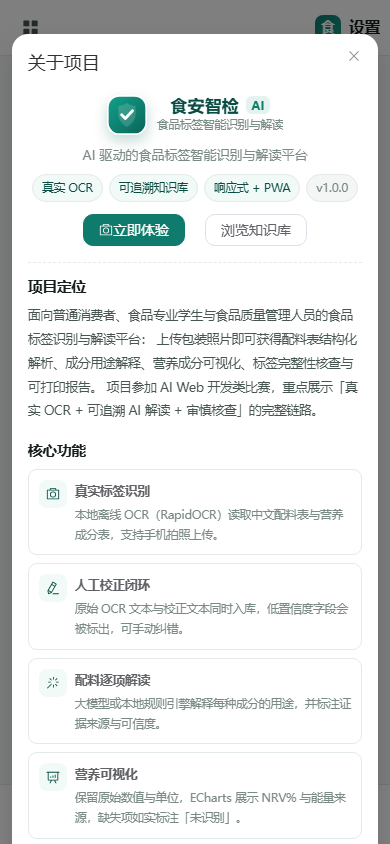 食 设置
关于项目
食安智检 AI
食品标签智能识别与解读
AI 驱动的食品标签智能识别与解读平台
真实 OCR 可追溯知识库 响应式 + PWA v1.0.0
立即体验 浏览知识库
项目定位
面向普通消费者、食品专业学生与食品质量管理人员的食品
标签识别与解读平台： 上传包装照片即可获得配料表结构化
解析、成分用途解释、营养成分可视化、标签完整性核查与
可打印报告。 项目参加 AI Web 开发类比赛，重点展示「真
实 OCR + 可追溯 AI 解读 + 审慎核查」的完整链路。
核心功能
真实标签识别
本地离线 OCR（RapidOCR）读取中文配料表与营养
成分表，支持手机拍照上传。
人工校正闭环
原始 OCR 文本与校正文本同时入库，低置信度字段会
被标出，可手动纠错。
配料逐项解读
大模型或本地规则引擎解释每种成分的用途，并标注证
据来源与可信度。
营养可视化
保留原始数值与单位，ECharts 展示 NRV% 与能量来
源，缺失项如实标注「未识别」。